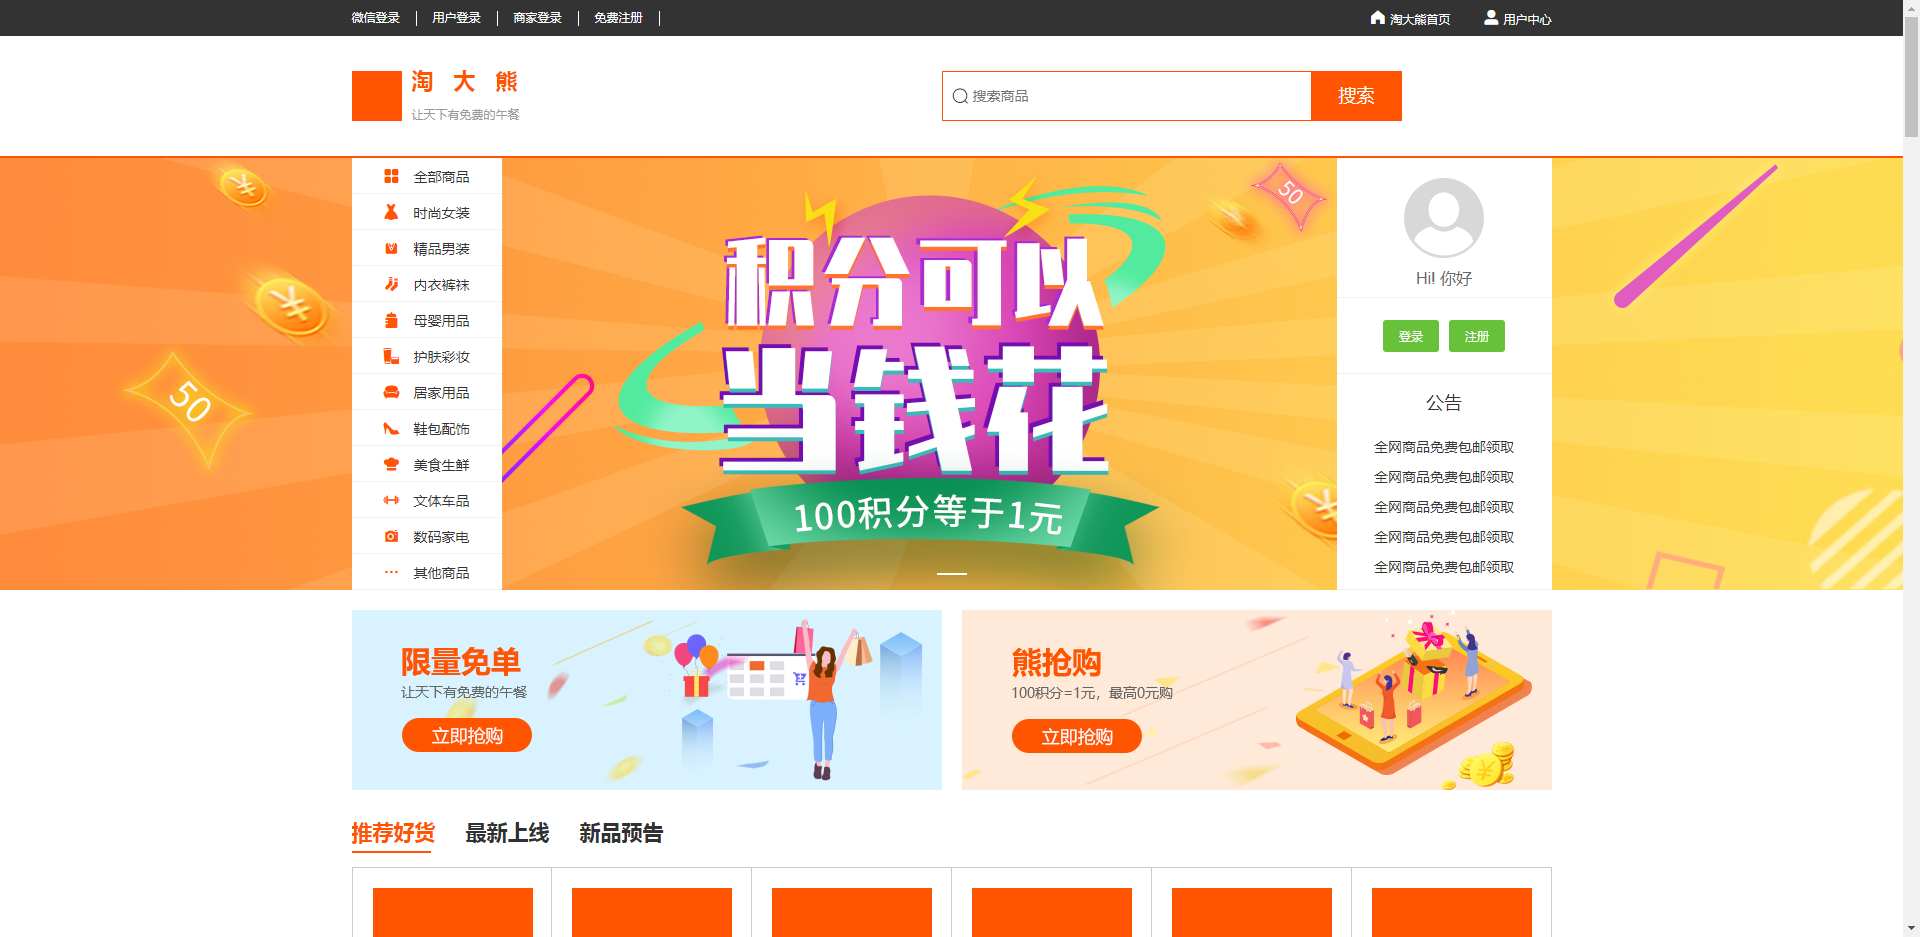 微信登录
用户登录
商家登录
免费注册
淘大熊首页
用户中心
淘 大 熊
让天下有免费的午餐
搜索商品
搜索
全部商品
时尚女装
精品男装
内衣裤袜
母婴用品
护肤彩妆
居家用品
鞋包配饰
美食生鲜
文体车品
数码家电
其他商品
50
积分可以
当钱花
100积分等于1元
50
Hi! 你好
登录
注册
公告
全网商品免费包邮领取
全网商品免费包邮领取
全网商品免费包邮领取
全网商品免费包邮领取
全网商品免费包邮领取
限量免单
让天下有免费的午餐
立即抢购
熊抢购
100积分=1元，最高0元购
立即抢购
推荐好货
最新上线
新品预告